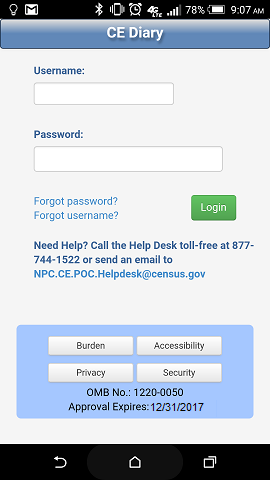 78% 9:07 AM
CE Diary
Username:
Password:
Forgot password?
Login
Forgot username?
Need Help? Call the Help Desk toll-free at 877-
744-1522 or send an email to
NPC.CE.POC.Helpdesk@census.gov
Burden
Accessibility
Privacy
Security
OMB No.: 1220-0050
Approval Expires:12/31/2017